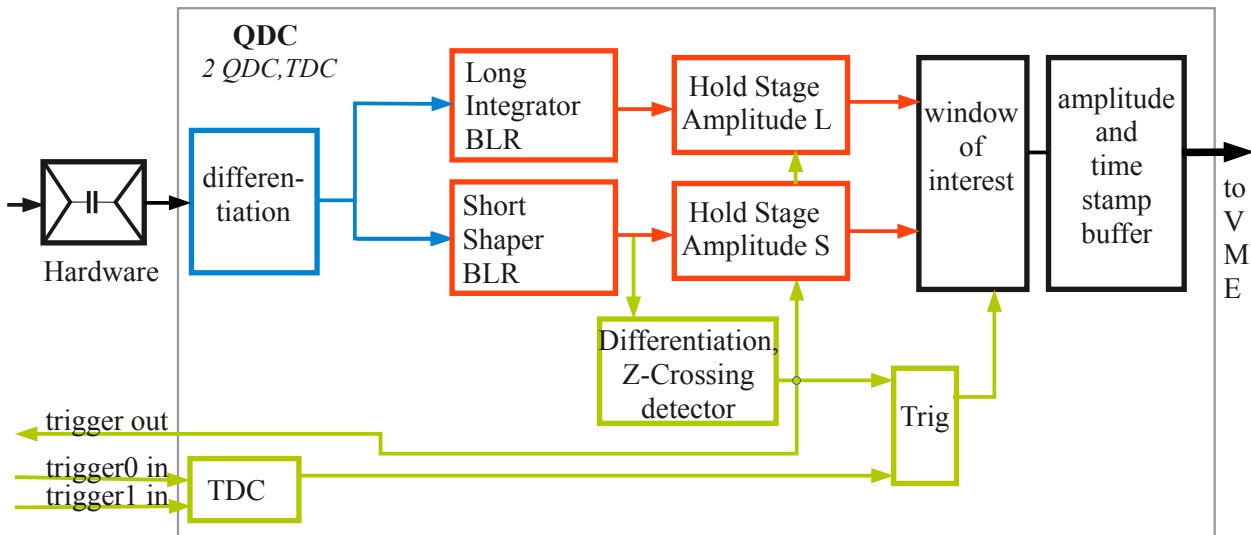 QDC
2 QDC,TDC
Long
Integrator
BLR
Hold Stage
Amplitude L
window
of
interest
amplitude
and
time
stamp
buffer
differen-
tiation
Short
Shaper
BLR
Hold Stage
Amplitude S
to
V
M
E
Hardware
Differentiation,
Z-Crossing
detector
Trig
trigger out
trigger0 in
trigger1 in
TDC